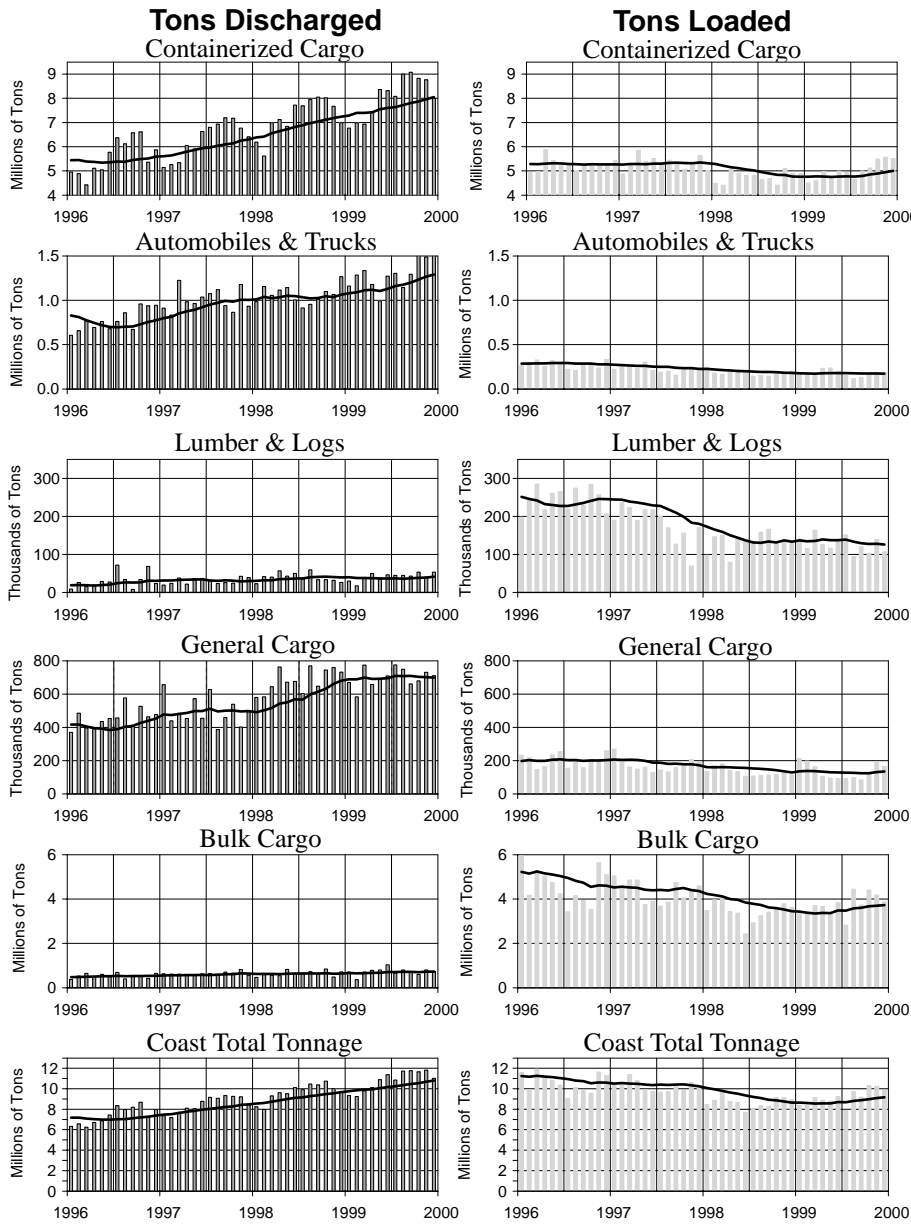 Tons Discharged
Containerized Cargo
Millions of Tons
9
8
7
6
5
4
1996 1997 1998 1999 2000
Automobiles & Trucks
Millions of Tons
1.5
1.0
0.5
0.0
1996 1997 1998 1999 2000
Lumber & Logs
Thousands of Tons
300
200
100
0
1996 1997 1998 1999 2000
General Cargo
Thousands of Tons
800
600
400
200
0
1996 1997 1998 1999 2000
Bulk Cargo
Millions of Tons
6
4
2
0
1996 1997 1998 1999 2000
Coast Total Tonnage
Millions of Tons
12
10
8
6
4
2
0
1996 1997 1998 1999 2000
Tons Loaded
Containerized Cargo
Millions of Tons
9
8
7
6
5
4
1996 1997 1998 1999 200
Automobiles & Trucks
Millions of Tons
1.5
1.0
0.5
0.0
1996 1997 1998 1999 2000
Lumber & Logs
Thousands of Tons
300
200
100
0
1996 1997 1998 1999 2000
General Cargo
Thousands of Tons
800
600
400
200
0
1996 1997 1998 1999 2000
Bulk Cargo
Millions of Tons
6
4
2
0
1996 1997 1998 1999 2000
Coast Total Tonnage
Millions of Tons
12
10
8
6
4
2
0
1996 1997 1998 1999 2000